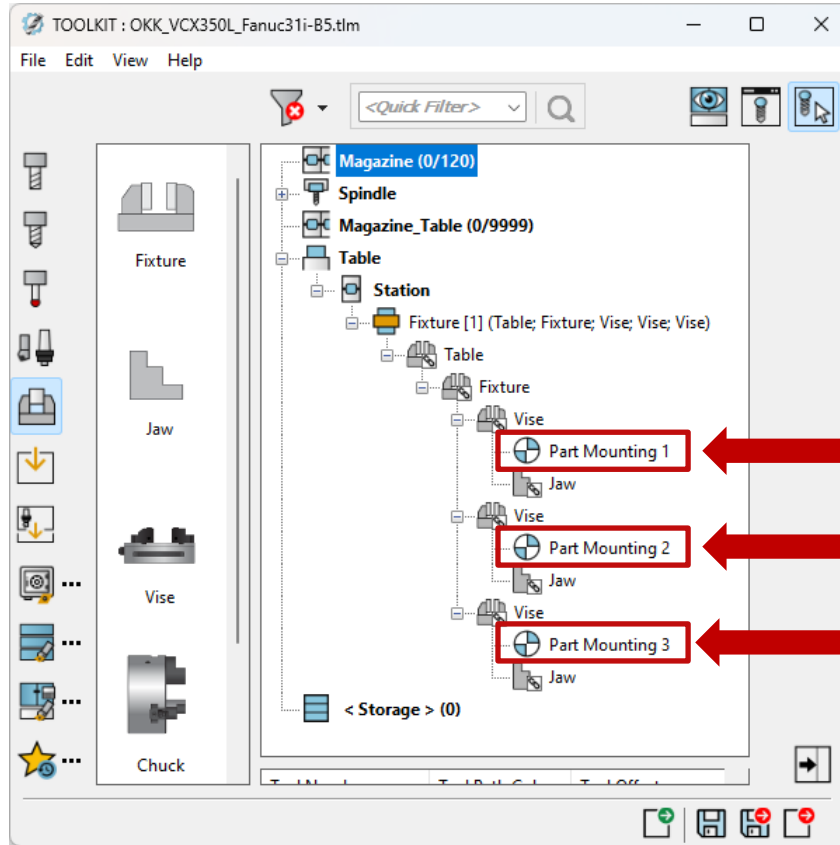 TOOLKIT : OKK_VCX350L_Fanuc31i-B5.tlm
File Edit View Help
<Quick Filter>
Magazine (0/120)
Spindle
Magazine_Table (0/9999)
Table
Station
Fixture [1] (Table; Fixture; Vise; Vise; Vise)
Table
Fixture
Vise
Part Mounting 1
Jaw
Vise
Part Mounting 2
Jaw
Vise
Part Mounting 3
Jaw
< Storage > (0)
Fixture
Jaw
Vise
Chuck